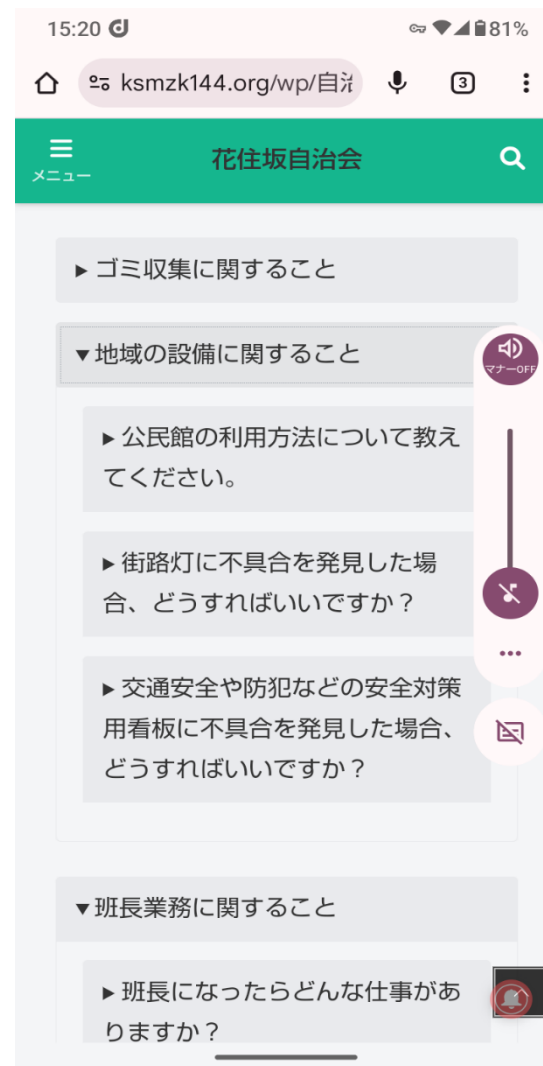 15:20
81%
ksmzk144.org/wp/自治
3
メニュー
花住坂自治会
▶ ゴミ収集に関すること
▼地域の設備に関すること
マナーOFF
▶ 公民館の利用方法について教え
てください。
▶ 街路灯に不具合を発見した場
合、どうすればいいですか？
▶ 交通安全や防犯などの安全対策
用看板に不具合を発見した場合、
どうすればいいですか？
▼班長業務に関すること
▶ 班長になったらどんな仕事があ
りますか？